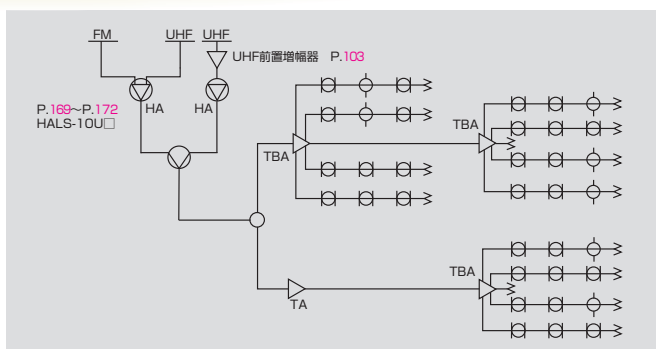 FM
UHF
UHF
UHF前置増幅器 P.103
P.169〜P.172
HALS-10U□
HA
HA
TBA
TBA
TBA
TA